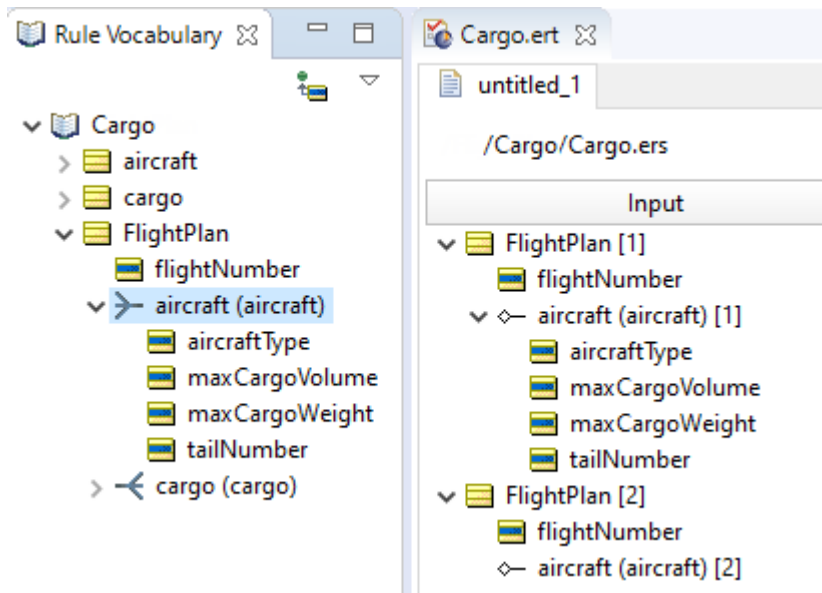 Rule Vocabulary
Cargo
aircraft
cargo
FlightPlan
flightNumber
aircraft (aircraft)
aircraftType
maxCargoVolume
maxCargoWeight
tailNumber
cargo (cargo)
Cargo.ert
untitled_1
/Cargo/Cargo.ers
Input
FlightPlan [1]
flightNumber
aircraft (aircraft) [1]
aircraftType
maxCargoVolume
maxCargoWeight
tailNumber
FlightPlan [2]
flightNumber
aircraft (aircraft) [2]